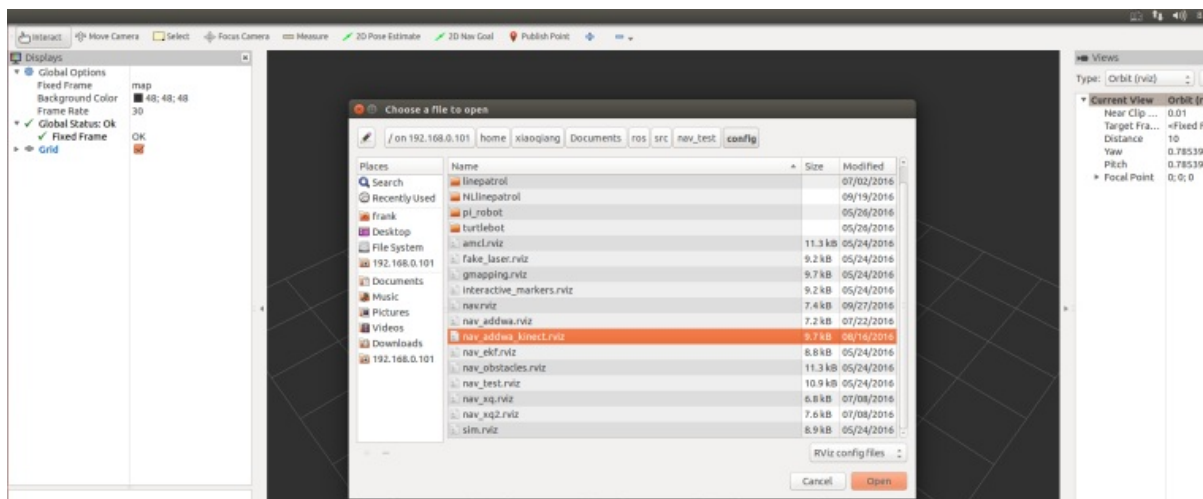 Interact Move Camera Select Focus Camera Measure 2D Pose Estimate 2D Nav Goal Publish Point
Displays
Global Options
Fixed Frame map
Background Color 48; 48; 48
Frame Rate 30
Global Status: Ok
Fixed Frame OK
Grid
Choose a file to open
/ on 192.168.0.101 home xiaoqiang Documents ros src nav_test config
Places
Search
Recently Used
frank
Desktop
File System
192.168.0.101
Documents
Music
Pictures
Videos
Downloads
192.168.0.101
Name Size Modified
linepatrol 07/02/2016
NLlinepatrol 09/19/2016
pi_robot 05/26/2016
turtlebot 05/26/2016
amcl.rviz 11.3 kB 05/24/2016
fake_laser.rviz 9.2 kB 05/24/2016
gmapping.rviz 9.7 kB 05/24/2016
interactive_markers.rviz 9.2 kB 05/24/2016
nav.rviz 7.4 kB 09/27/2016
nav_addwa.rviz 7.2 kB 07/22/2016
nav_addwa_kinect.rviz 9.7 kB 08/16/2016
nav_ekf.rviz 8.8 kB 05/24/2016
nav_obstacles.rviz 11.3 kB 05/24/2016
nav_test.rviz 10.9 kB 05/24/2016
nav_xq.rviz 6.8 kB 07/08/2016
nav_xq2.rviz 7.6 kB 07/08/2016
sim.rviz 8.9 kB 05/24/2016
RViz config files
Cancel Open
Views
Type: Orbit (rviz)
Current View Orbit (r
Near Clip ... 0.01
Target Fra... <Fixed F
Distance 10
Yaw 0.78539
Pitch 0.78539
Focal Point 0; 0; 0